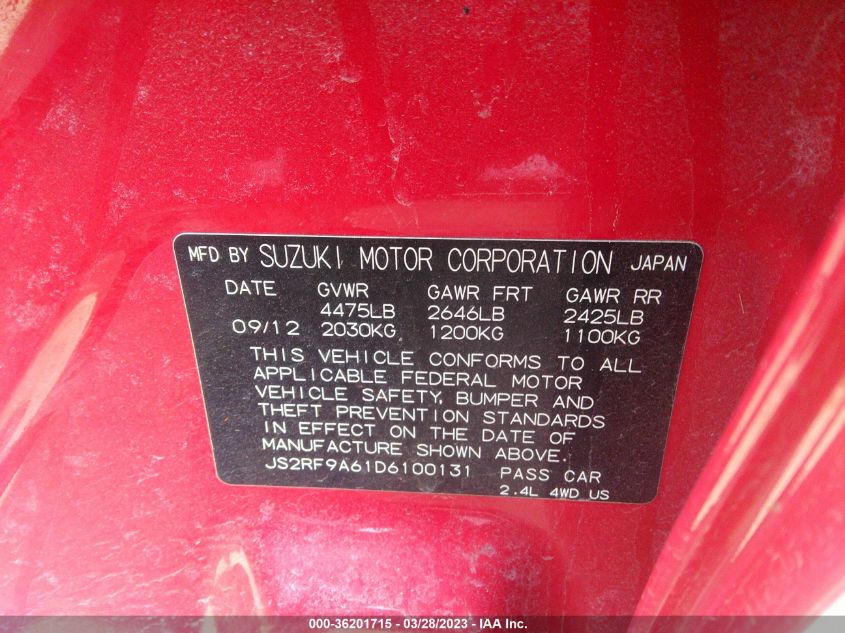 MFD BY SUZUKI MOTOR CORPORATION JAPAN
DATE GVWR GAWR FRT GAWR RR
4475LB 2646LB 2425LB
09/12 2030KG 1200KG 1100KG
THIS VEHICLE CONFORMS TO ALL
APPLICABLE FEDERAL MOTOR
VEHICLE SAFETY, BUMPER AND
THEFT PREVENTION STANDARDS
IN EFFECT ON THE DATE OF
MANUFACTURE SHOWN ABOVE.
JS2RF9A61D6100131 PASS CAR
2.4L 4WD US
000-36201715 - 03/28/2023 - IAA Inc.